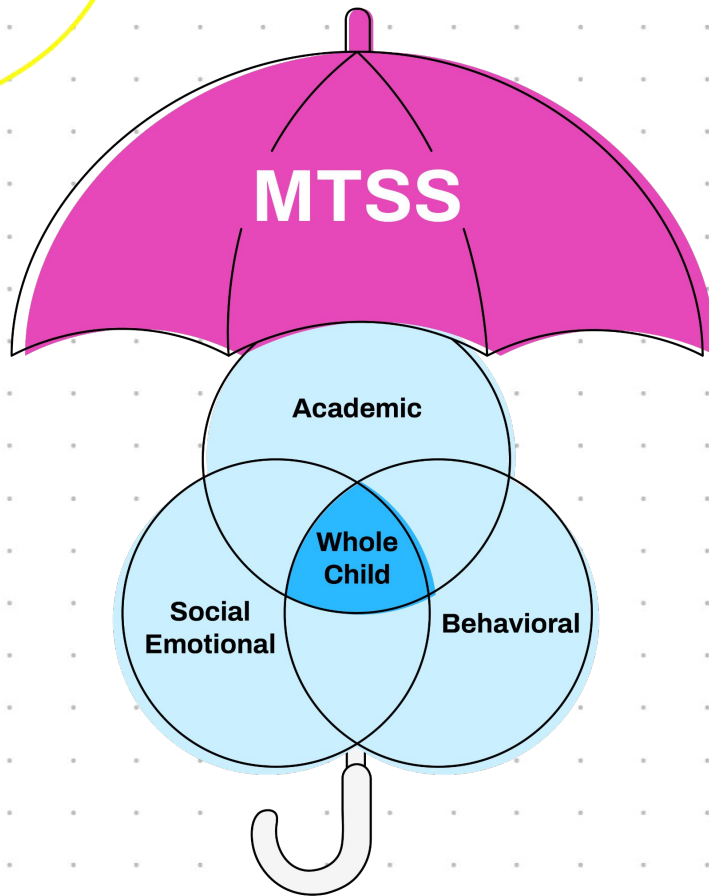 MTSS
Academic
Whole
Child
Social
Emotional
Behavioral